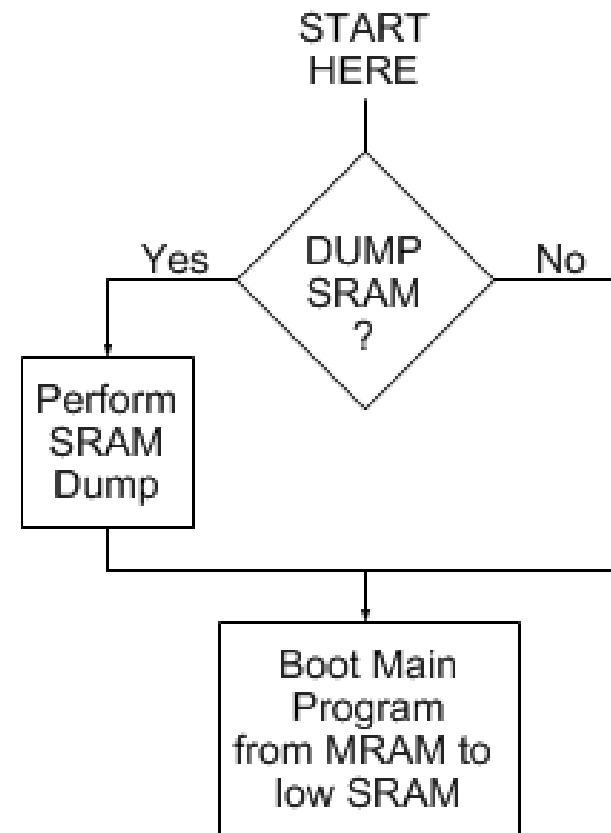 START
HERE
DUMP
SRAM
?
Yes
No
Perform
SRAM
Dump
Boot Main
Program
from MRAM to
low SRAM